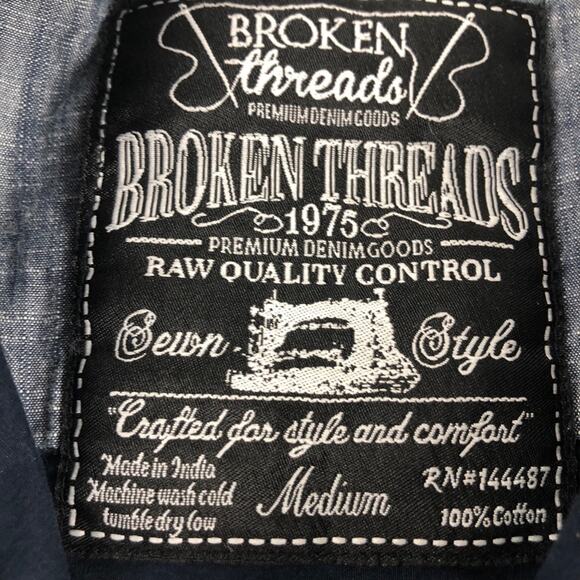 BROKEN
threads
PREMIUM DENIM GOODS
BROKEN THREADS
1975
PREMIUM DENIM GOODS
RAW QUALITY CONTROL
Sewn Style
"Crafted for style and comfort"
Made in India
Machine wash cold
tumble dry low
Medium
RN#144487
100% Cotton